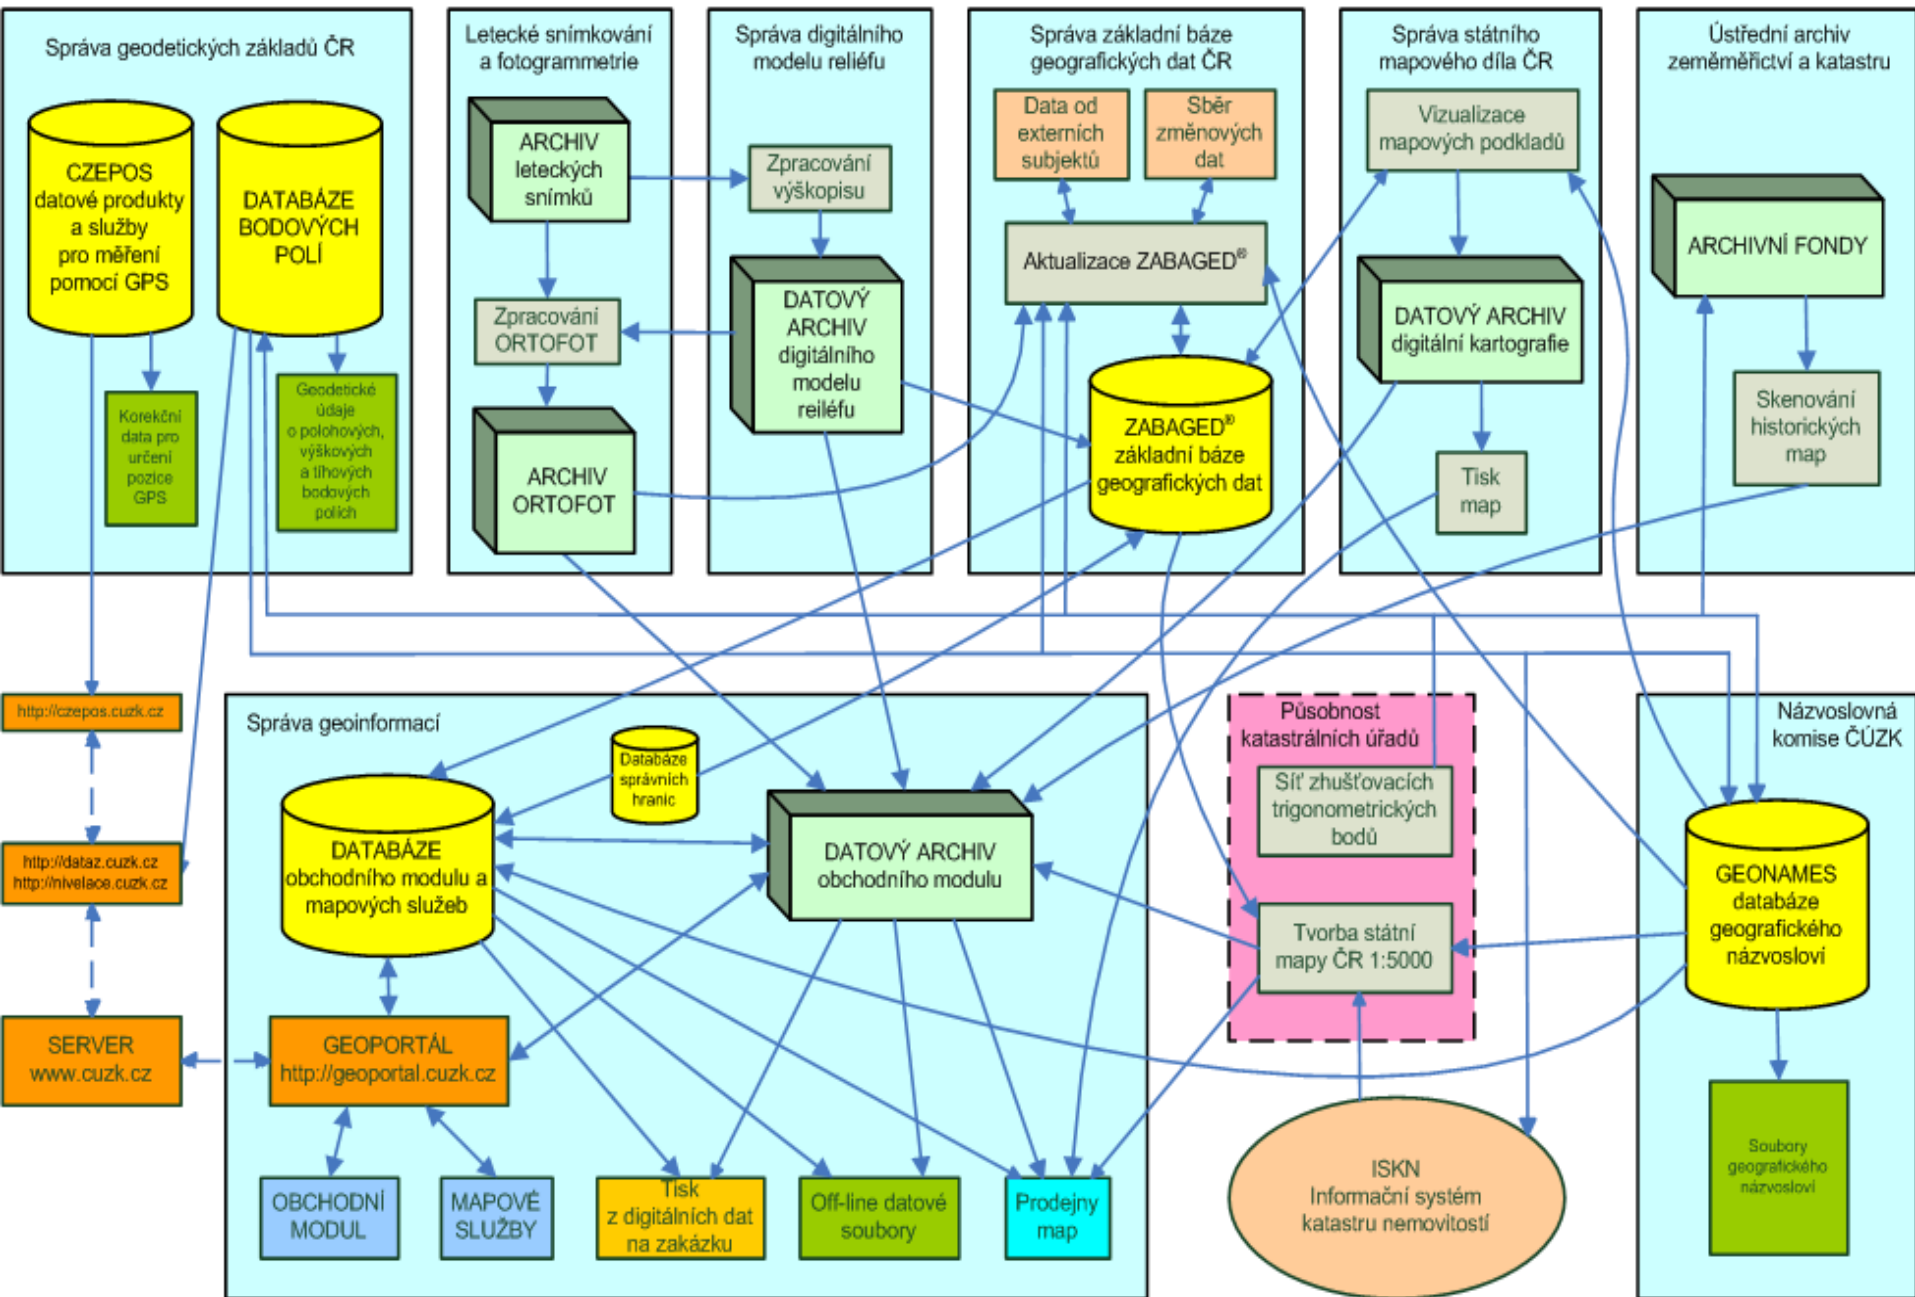 Správa geodetických základů ČR
CZEPOS
datové produkty
a služby
pro měření
pomocí GPS
DATABÁZE
BODOVÝCH
POLÍ
Korekční
data pro
určení
pozice
GPS
Geodetické
údaje
o polohových,
výškových
a tíhových
bodových
polích
Letecké snímkování
a fotogrammetrie
ARCHIV
leteckých
snímků
Zpracování
ORTOFOT
ARCHIV
ORTOFOT
Správa digitálního
modelu reliéfu
Zpracování
výškopisu
DATOVÝ
ARCHIV
digitálního
modelu
reiléfu
Správa základní báze
geografických dat ČR
Data od
externích
subjektů
Sběr
změnových
dat
Aktualizace ZABAGED®
ZABAGED®
základní báze
geografických dat
Správa státního
mapového díla ČR
Vizualizace
mapových podkladů
DATOVÝ ARCHIV
digitální kartografie
Tisk
map
Ústřední archiv
zeměměřictví a katastru
ARCHIVNÍ FONDY
Skenování
historických
map
http://czepos.cuzk.cz
http://dataz.cuzk.cz
http://nivelace.cuzk.cz
SERVER
www.cuzk.cz
Správa geoinformací
Databáze
správních
hranic
DATABÁZE
obchodního modulu a
mapových služeb
DATOVÝ ARCHIV
obchodního modulu
GEOPORTÁL
http://geoportal.cuzk.cz
OBCHODNÍ
MODUL
MAPOVÉ
SLUŽBY
Tisk
z digitálních dat
na zakázku
Off-line datové
soubory
Prodejny
map
Působnost
katastrálních úřadů
Síť zhušťovacích
trigonometrických
bodů
Tvorba státní
mapy ČR 1:5000
ISKN
Informační systém
katastru nemovitostí
Názvoslovná
komise ČÚZK
GEONAMES
databáze
geografického
názvosloví
Soubory
geografického
názvosloví